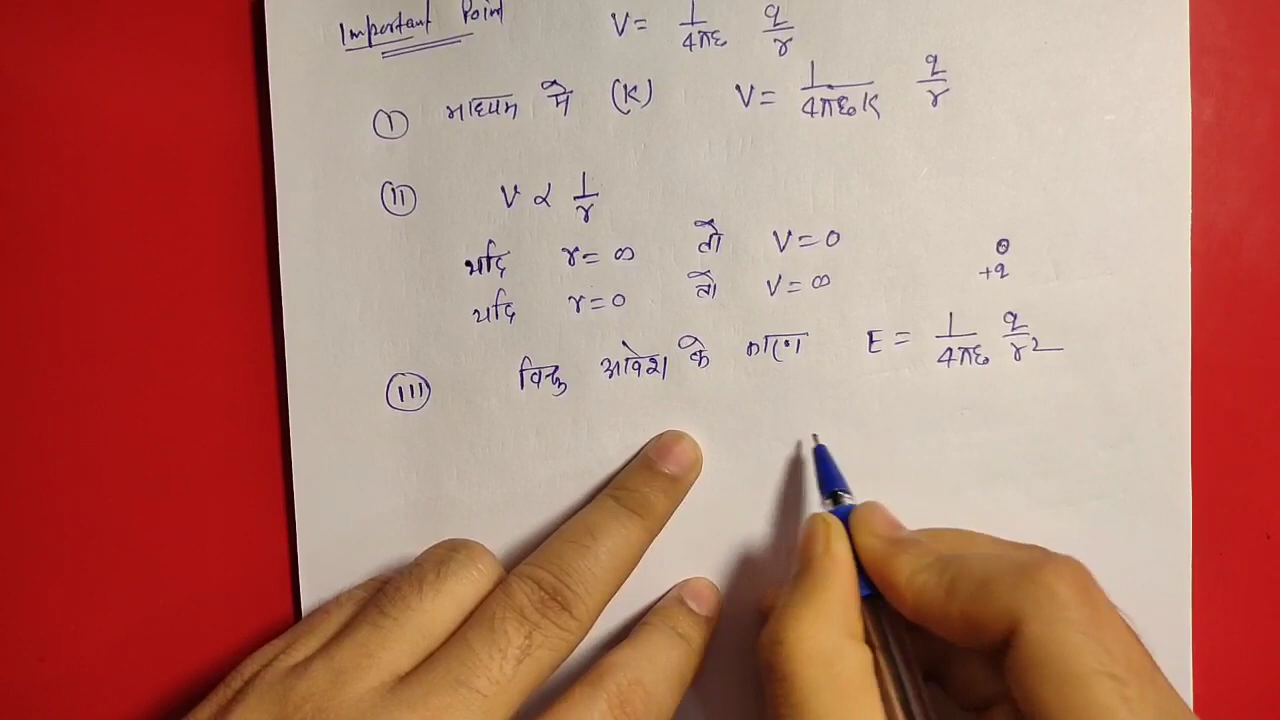 Important Point V = 1/4πε q/r
(I) माध्यम में (K) V = 1/4πε₀K q/r
(II) V ∝ 1/r
यदि r = ∞ तो V = 0
यदि r = 0 तो V = ∞ +q
(III) बिन्दु आवेश के कारण E = 1/4πε₀ q/r²